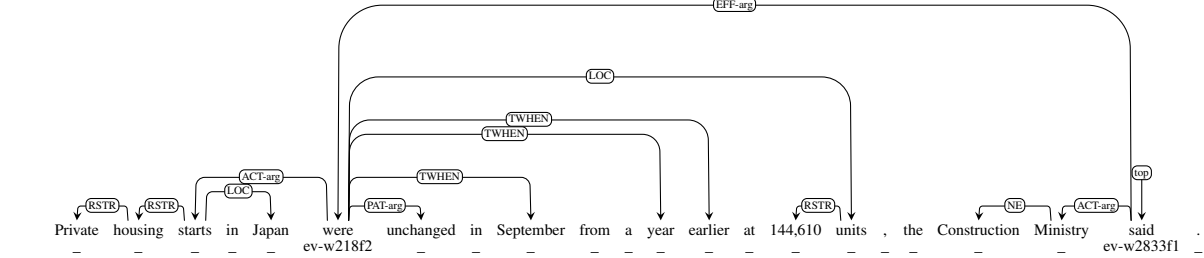 EFF-arg
LOC
TWHEN
TWHEN
top
ACT-arg TWHEN
LOC
RSTR RSTR PAT-arg RSTR NE ACT-arg
Private housing starts in Japan were unchanged in September from a year earlier at 144,610 units , the Construction Ministry said .
ev-w218f2 ev-w2833f1
_ _ _ _ _ _ _ _ _ _ _ _ _ _ _ _ _ _ _